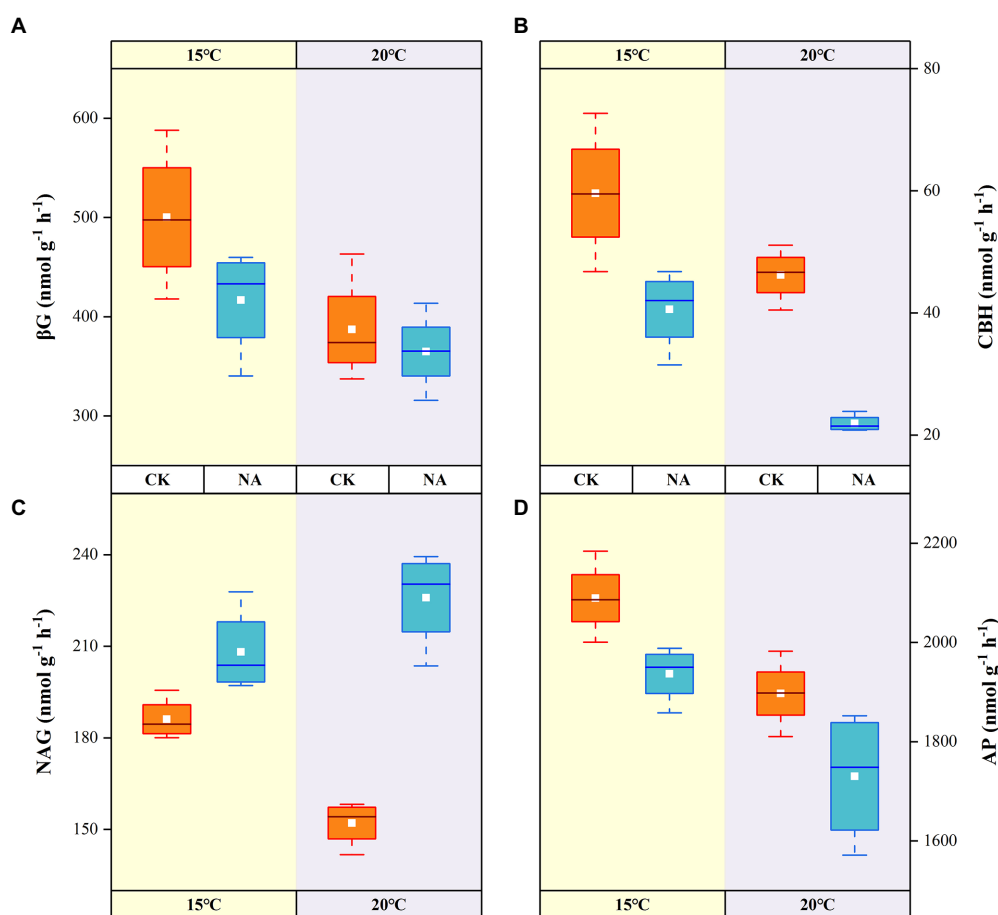 A
B
15℃
20℃
15℃
20℃
βG (nmol g⁻¹ h⁻¹)
600
500
400
300
80
60
40
20
CBH (nmol g⁻¹ h⁻¹)
CK
NA
CK
NA
CK
NA
CK
NA
C
D
NAG (nmol g⁻¹ h⁻¹)
240
210
180
150
2200
2000
1800
1600
AP (nmol g⁻¹ h⁻¹)
15℃
20℃
15℃
20℃